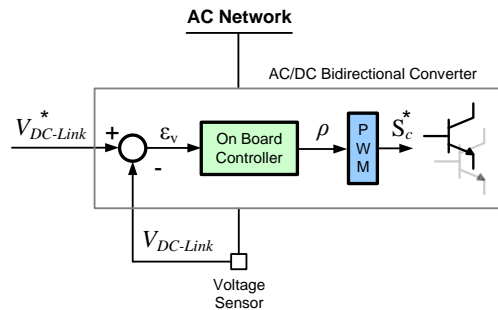 AC Network
AC/DC Bidirectional Converter
V*DC-Link
+
εv
-
On Board
Controller
ρ
P
W
M
S*c
VDC-Link
Voltage
Sensor